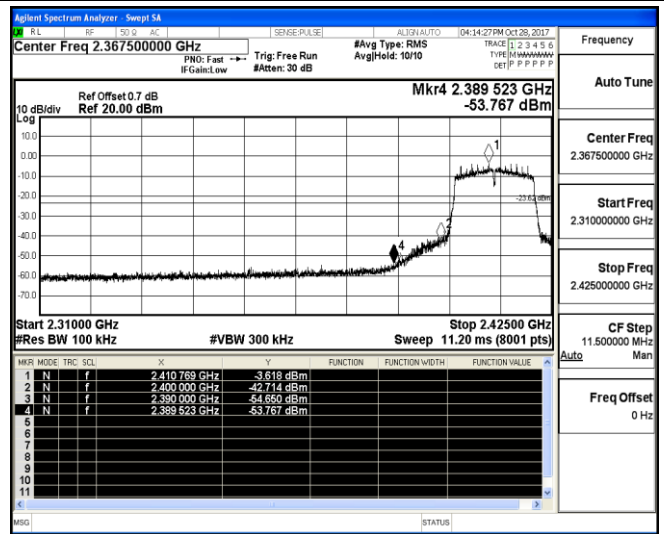 Agilent Spectrum Analyzer - Swept SA
RL RF 50 Ω AC SENSE:PULSE ALIGN AUTO 04:14:27 PM Oct 28, 2017
Center Freq 2.367500000 GHz #Avg Type: RMS TRACE 1 2 3 4 5 6
PNO: Fast Trig: Free Run Avg|Hold: 10/10 TYPE MWWWWW
IFGain:Low #Atten: 30 dB DET P P P P P P
Frequency
Auto Tune
Ref Offset 0.7 dB Mkr4 2.389 523 GHz
10 dB/div Ref 20.00 dBm -53.767 dBm
Log
10.0
0.00
-10.0
-20.0
-30.0
-40.0
-50.0
-60.0
-70.0
1
2
4
-23.62 dBm
Center Freq
2.367500000 GHz
Start Freq
2.310000000 GHz
Stop Freq
2.425000000 GHz
CF Step
11.500000 MHz
Auto Man
Freq Offset
0 Hz
Start 2.31000 GHz Stop 2.42500 GHz
#Res BW 100 kHz #VBW 300 kHz Sweep 11.20 ms (8001 pts)
MKR MODE TRC SCL X Y FUNCTION FUNCTION WIDTH FUNCTION VALUE
1 N f 2.410 769 GHz -3.618 dBm
2 N f 2.400 000 GHz -42.714 dBm
3 N f 2.390 000 GHz -54.650 dBm
4 N f 2.389 523 GHz -53.767 dBm
5
6
7
8
9
10
11
MSG STATUS